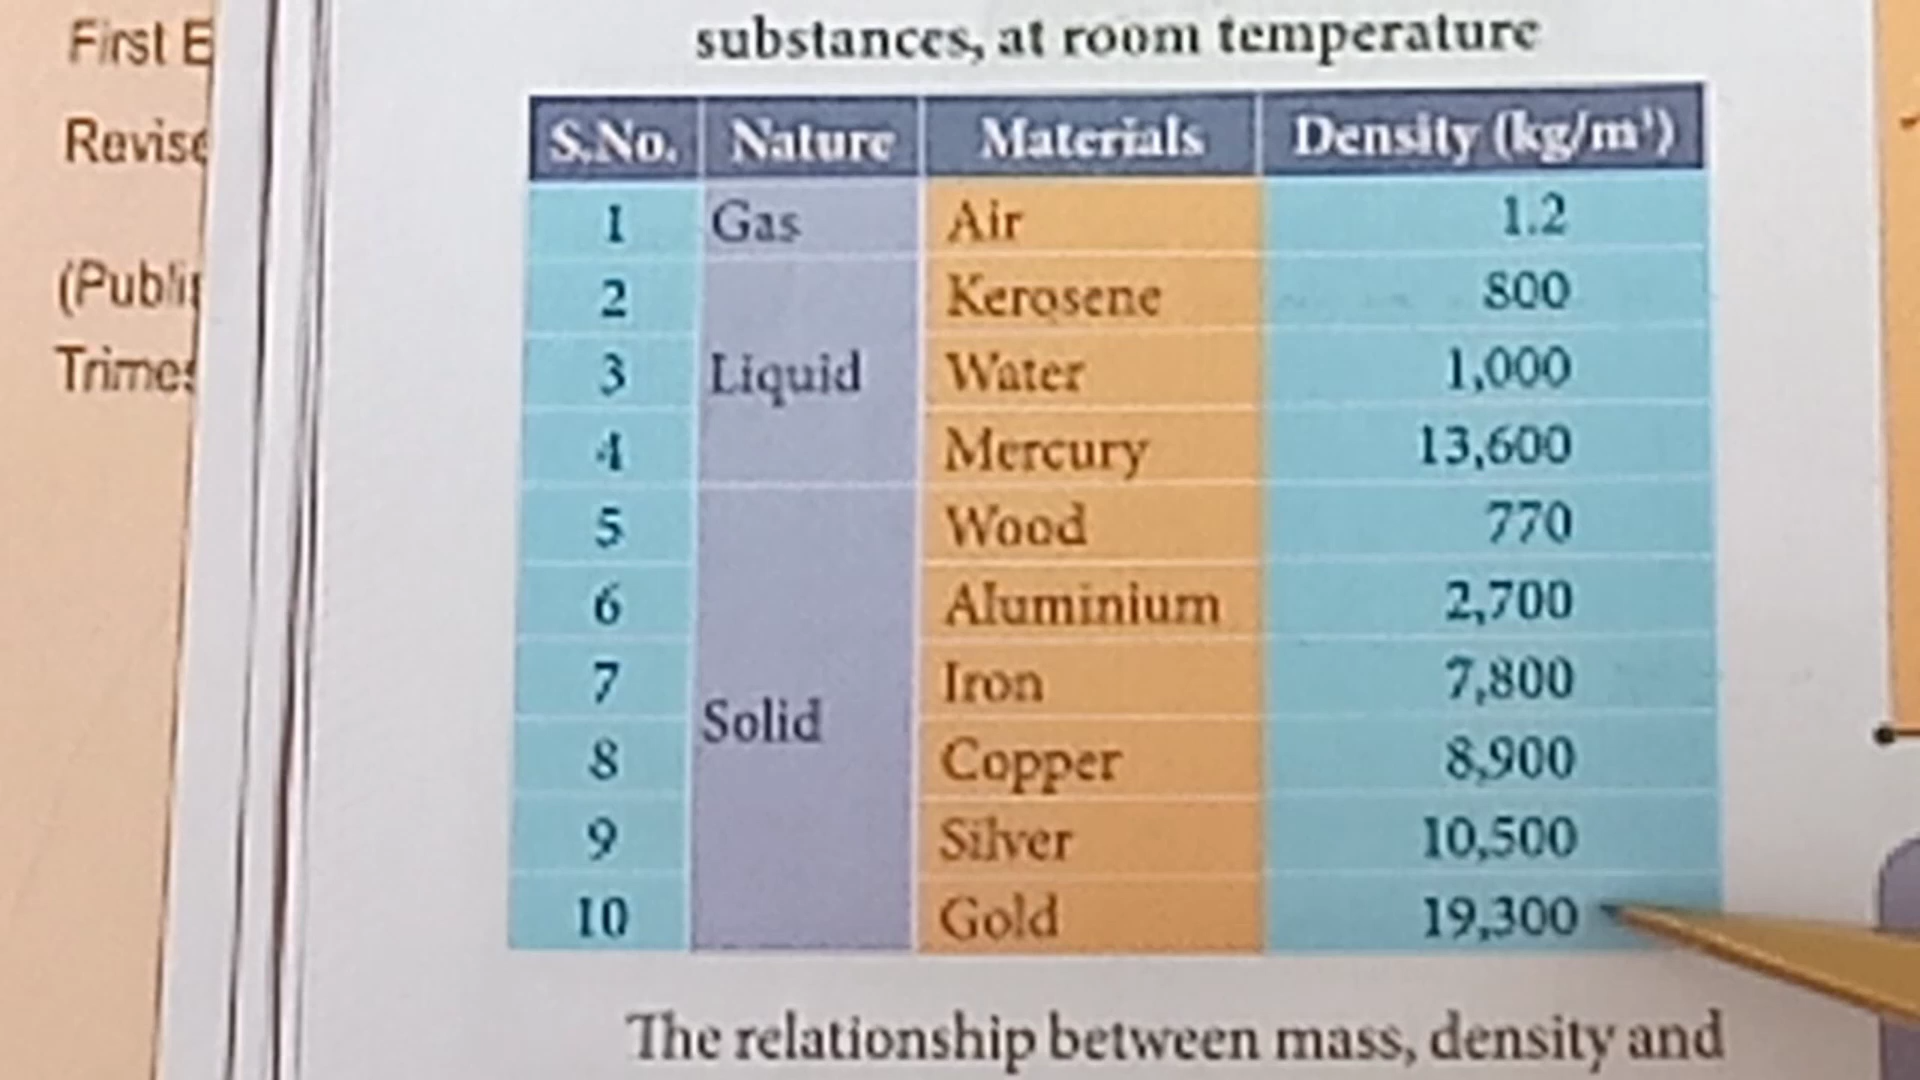 First E
Revise
(Publi
Trimes
substances, at room temperature
S.No. Nature Materials Density (kg/m³)
1 Gas Air 1.2
2 Kerosene 800
3 Liquid Water 1,000
4 Mercury 13,600
5 Wood 770
6 Aluminium 2,700
7 Iron 7,800
Solid
8 Copper 8,900
9 Silver 10,500
10 Gold 19,300
The relationship between mass, density and